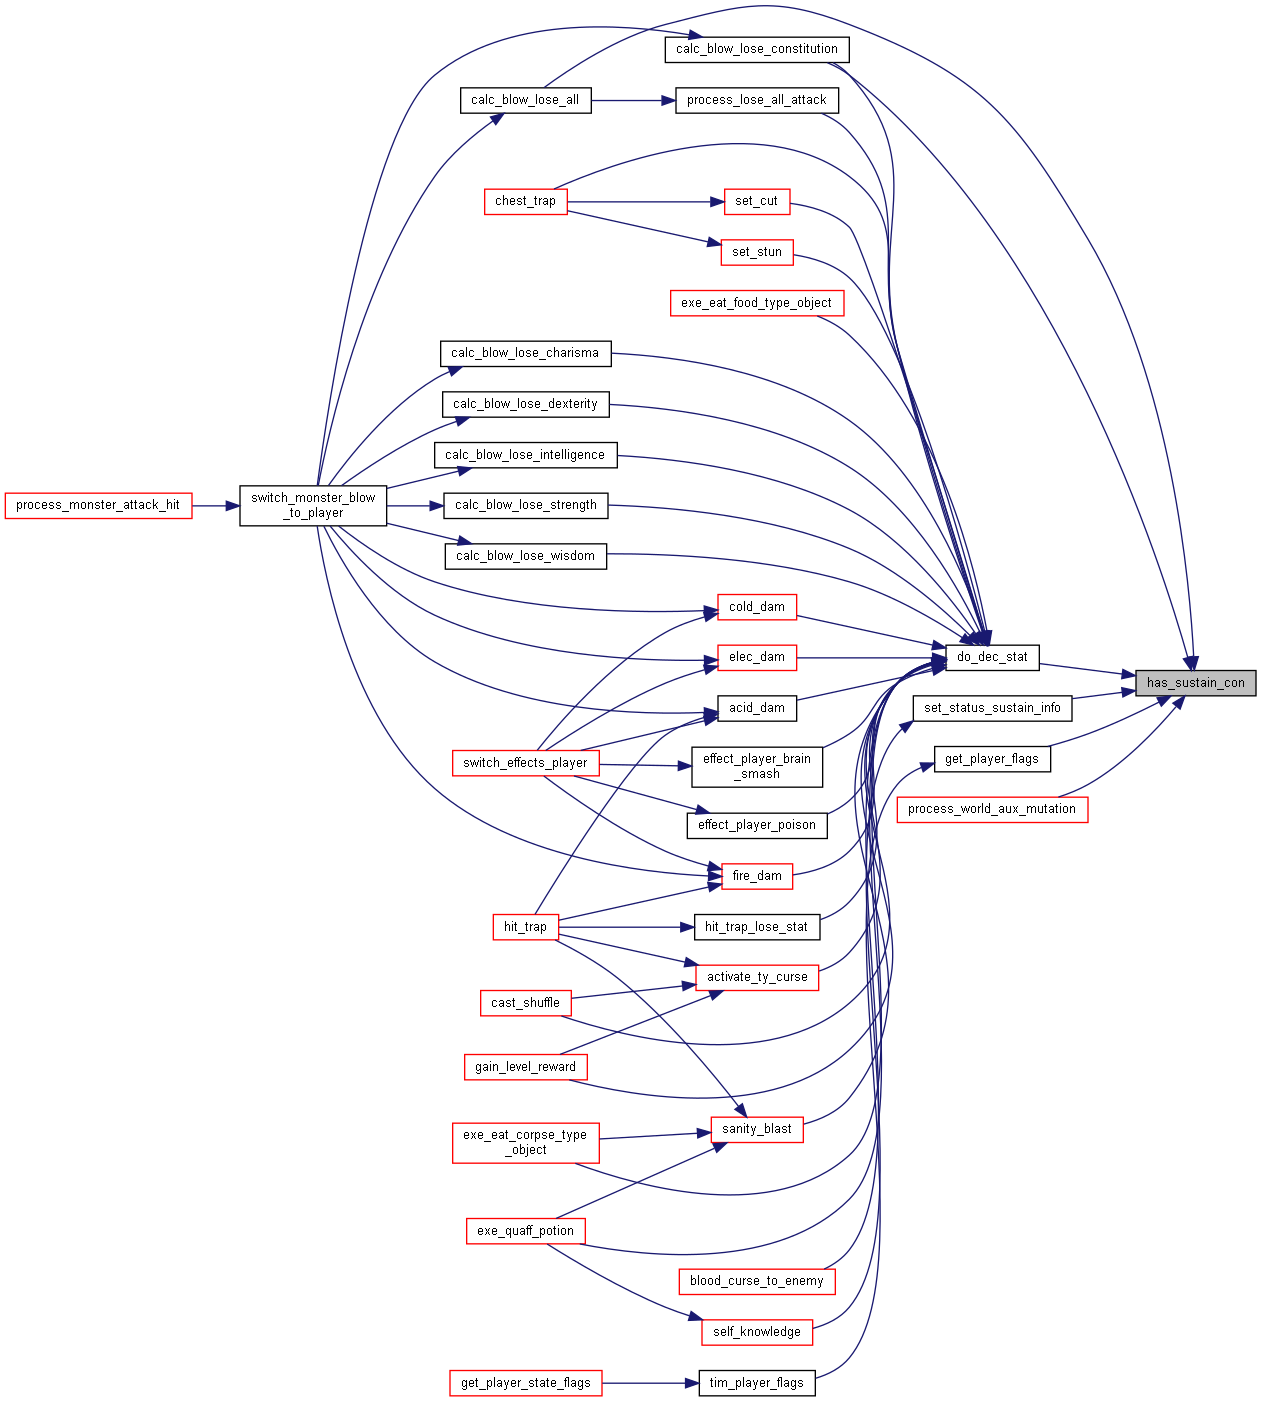 calc_blow_lose_constitution
calc_blow_lose_all
process_lose_all_attack
chest_trap
set_cut
set_stun
exe_eat_food_type_object
calc_blow_lose_charisma
calc_blow_lose_dexterity
calc_blow_lose_intelligence
process_monster_attack_hit
switch_monster_blow
_to_player
calc_blow_lose_strength
calc_blow_lose_wisdom
cold_dam
elec_dam
do_dec_stat
has_sustain_con
acid_dam
set_status_sustain_info
switch_effects_player
effect_player_brain
_smash
get_player_flags
process_world_aux_mutation
effect_player_poison
fire_dam
hit_trap
hit_trap_lose_stat
activate_ty_curse
cast_shuffle
gain_level_reward
sanity_blast
exe_eat_corpse_type
_object
exe_quaff_potion
blood_curse_to_enemy
self_knowledge
get_player_state_flags
tim_player_flags